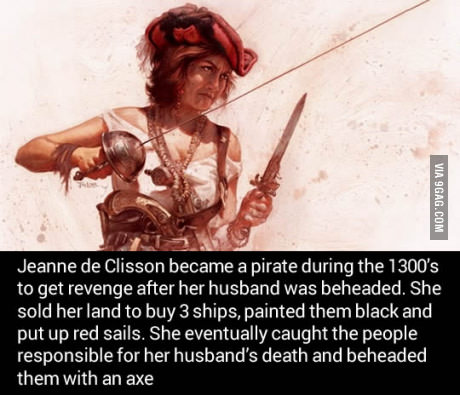 VIA 9GAG.COM
Jeanne de Clisson became a pirate during the 1300's
to get revenge after her husband was beheaded. She
sold her land to buy 3 ships, painted them black and
put up red sails. She eventually caught the people
responsible for her husband's death and beheaded
them with an axe